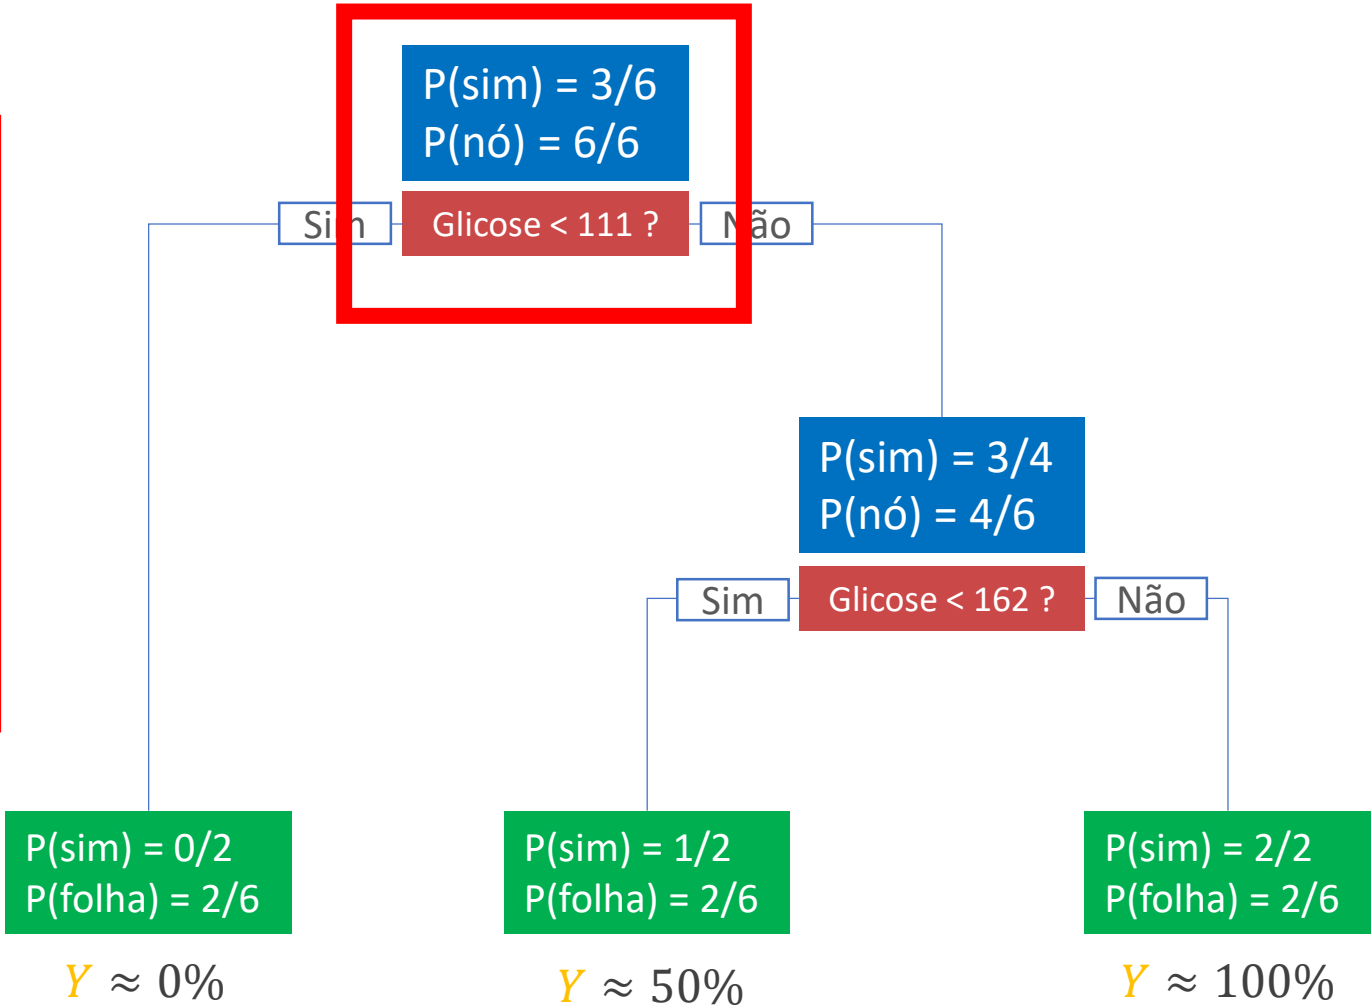 P(sim) = 3/6
P(nó) = 6/6
Sim
Glicose < 111 ?
Não
P(sim) = 3/4
P(nó) = 4/6
Sim
Glicose < 162 ?
Não
P(sim) = 0/2
P(folha) = 2/6
P(sim) = 1/2
P(folha) = 2/6
P(sim) = 2/2
P(folha) = 2/6
Y ≈ 0%
Y ≈ 50%
Y ≈ 100%